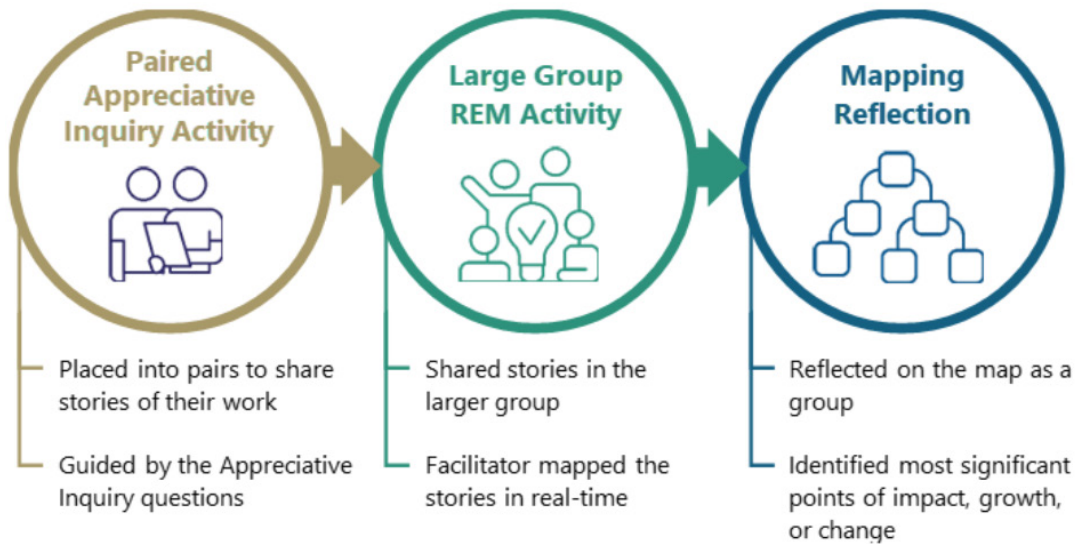 Paired
Appreciative
Inquiry Activity
Placed into pairs to share
stories of their work
Guided by the Appreciative
Inquiry questions
Large Group
REM Activity
Shared stories in the
larger group
Facilitator mapped the
stories in real-time
Mapping
Reflection
Reflected on the map as a
group
Identified most significant
points of impact, growth,
or change